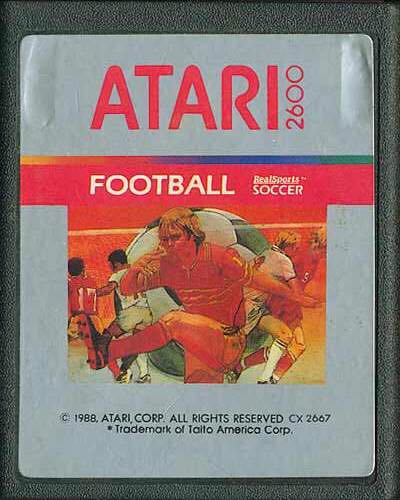 ATARI 2600
FOOTBALL RealSports™ SOCCER
© 1988, ATARI, CORP. ALL RIGHTS RESERVED CX 2667
* Trademark of Taito America Corp.